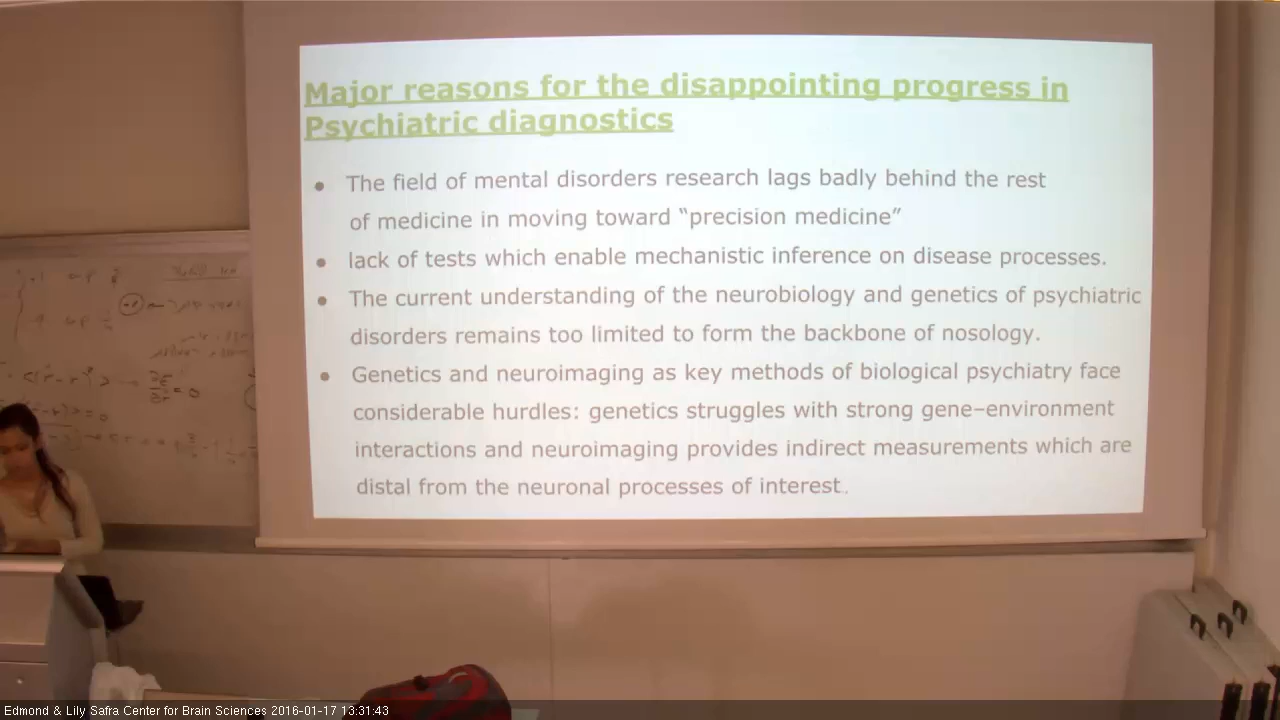 Major reasons for the disappointing progress in
Psychiatric diagnostics
• The field of mental disorders research lags badly behind the rest
of medicine in moving toward “precision medicine”
• lack of tests which enable mechanistic inference on disease processes.
• The current understanding of the neurobiology and genetics of psychiatric
disorders remains too limited to form the backbone of nosology.
• Genetics and neuroimaging as key methods of biological psychiatry face
considerable hurdles: genetics struggles with strong gene–environment
interactions and neuroimaging provides indirect measurements which are
distal from the neuronal processes of interest..
Edmond & Lily Safra Center for Brain Sciences 2016-01-17 13:31:43